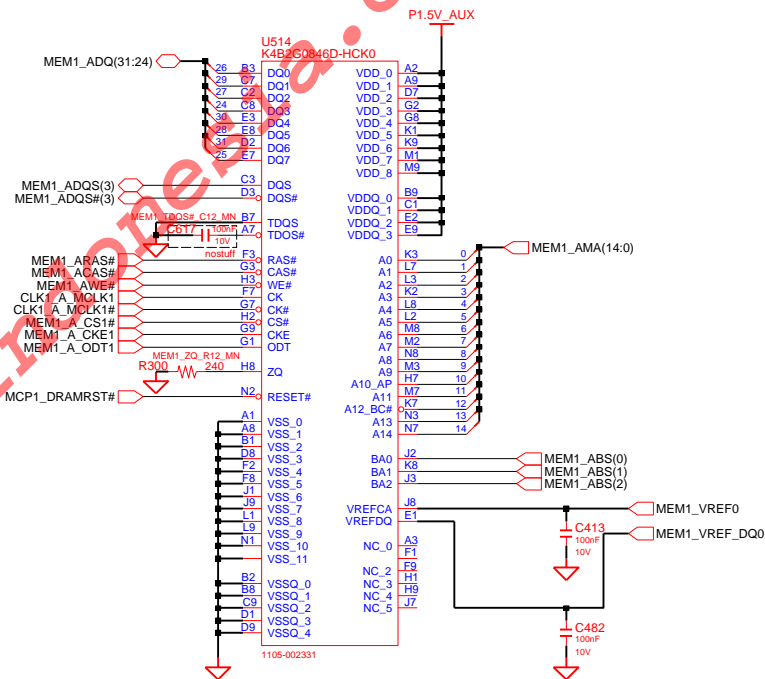 P1.5V_AUX
U514
K4B2G0846D-HCK0
MEM1_ADQ(31:24)
26 B3 DQ0 VDD_0 A2
29 C7 DQ1 VDD_1 A9
27 C2 DQ2 VDD_2 D7
24 C8 DQ3 VDD_3 G2
30 E3 DQ4 VDD_4 G8
28 E8 DQ5 VDD_5 K1
31 D2 DQ6 VDD_6 K9
25 E7 DQ7 VDD_7 M1
VDD_8 M9
MEM1_ADQS(3) C3 DQS
MEM1_ADQS#(3) D3 DQS#
VDDQ_0 B9
VDDQ_1 C1
VDDQ_2 E2
VDDQ_3 E9
MEM1_TDQS#_C12_MN B7 TDQS
C617 100nF A7 TDOS#
10V
nostuff
MEM1_AMA(14:0)
MEM1_ARAS# F3 RAS#
MEM1_ACAS# G3 CAS#
MEM1_AWE# H3 WE#
CLK1_A_MCLK1 F7 CK
CLK1_A_MCLK1# G7 CK#
MEM1_A_CS1# H2 CS#
MEM1_A_CKE1 G9 CKE
MEM1_A_ODT1 G1 ODT
A0 K3 0
A1 L7 1
A2 L3 2
A3 K2 3
A4 L8 4
A5 L2 5
A6 M8 6
A7 M2 7
A8 N8 8
A9 M3 9
A10_AP H7 10
A11 M7 11
A12_BC# K7 12
A13 N3 13
A14 N7 14
MEM1_ZQ_R12_MN
R300 240 H8 ZQ
MCP1_DRAMRST# N2 RESET#
A1 VSS_0
A8 VSS_1
B1 VSS_2
D8 VSS_3
F2 VSS_4
F8 VSS_5
J1 VSS_6
J9 VSS_7
L1 VSS_8
L9 VSS_9
N1 VSS_10
VSS_11
BA0 J2 MEM1_ABS(0)
BA1 K8 MEM1_ABS(1)
BA2 J3 MEM1_ABS(2)
VREFCA J8 MEM1_VREF0
VREFDQ E1 MEM1_VREF_DQ0
C413
100nF
10V
NC_0 A3
F1
NC_2 F9
NC_3 H1
NC_4 H9
NC_5 J7
B2 VSSQ_0
B8 VSSQ_1
C9 VSSQ_2
D1 VSSQ_3
D9 VSSQ_4
C482
100nF
10V
1105-002331
ndonesia.